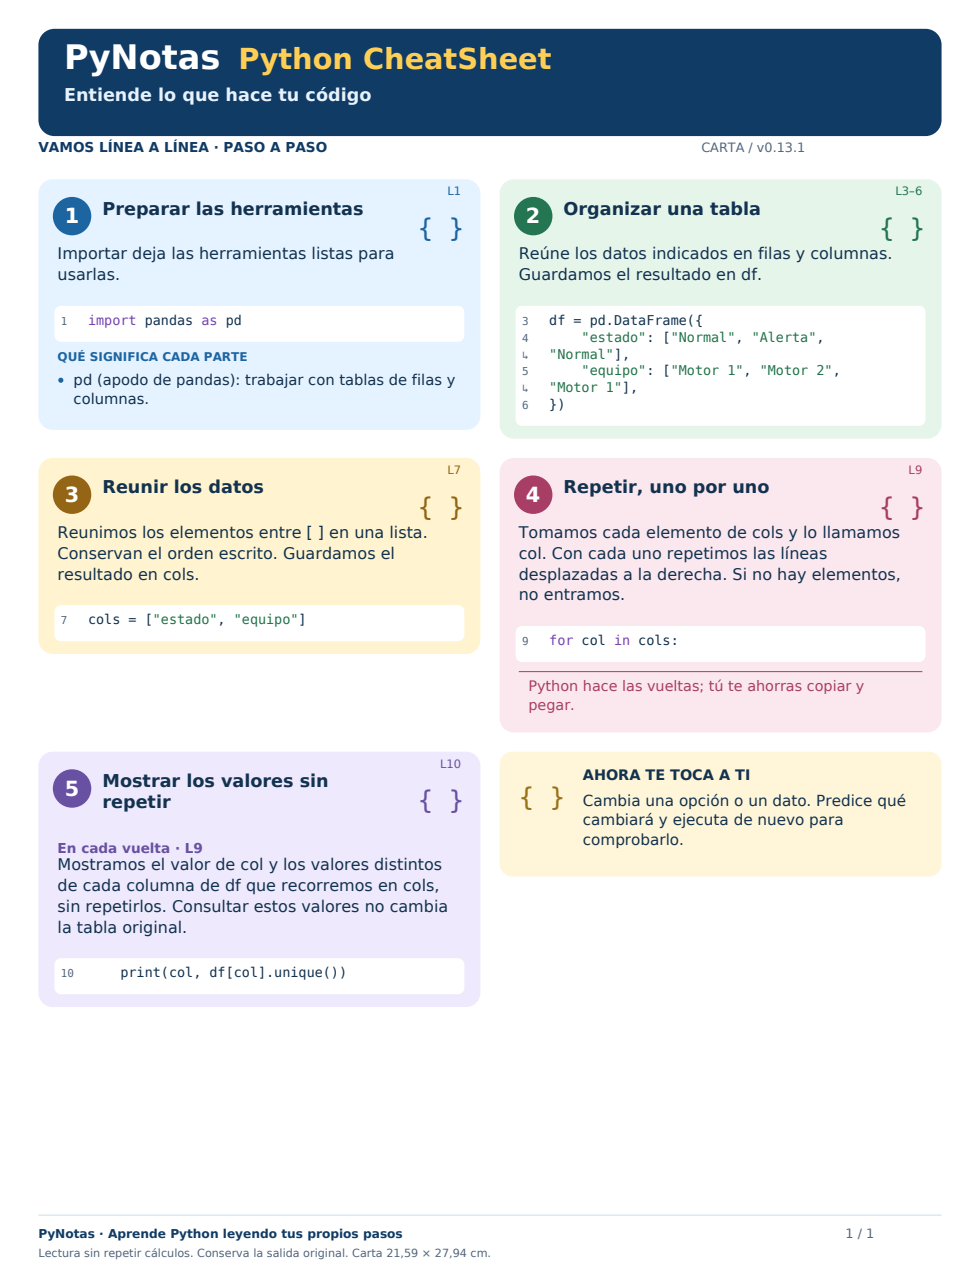 PyNotas Python CheatSheet
Entiende lo que hace tu código
VAMOS LÍNEA A LÍNEA · PASO A PASO
CARTA / v0.13.1
L1
1 Preparar las herramientas
{ }
Importar deja las herramientas listas para
usarlas.
1 import pandas as pd
QUÉ SIGNIFICA CADA PARTE
• pd (apodo de pandas): trabajar con tablas de filas y
columnas.
L3–6
2 Organizar una tabla
{ }
Reúne los datos indicados en filas y columnas.
Guardamos el resultado en df.
3 df = pd.DataFrame({
4     "estado": ["Normal", "Alerta",
↳ "Normal"],
5     "equipo": ["Motor 1", "Motor 2",
↳ "Motor 1"],
6 })
L7
3 Reunir los datos
{ }
Reunimos los elementos entre [ ] en una lista.
Conservan el orden escrito. Guardamos el
resultado en cols.
7 cols = ["estado", "equipo"]
L9
4 Repetir, uno por uno
{ }
Tomamos cada elemento de cols y lo llamamos
col. Con cada uno repetimos las líneas
desplazadas a la derecha. Si no hay elementos,
no entramos.
9 for col in cols:
Python hace las vueltas; tú te ahorras copiar y
pegar.
L10
5 Mostrar los valores sin
repetir
{ }
En cada vuelta · L9
Mostramos el valor de col y los valores distintos
de cada columna de df que recorremos en cols,
sin repetirlos. Consultar estos valores no cambia
la tabla original.
10     print(col, df[col].unique())
AHORA TE TOCA A TI
{ }
Cambia una opción o un dato. Predice qué
cambiará y ejecuta de nuevo para
comprobarlo.
PyNotas · Aprende Python leyendo tus propios pasos
1 / 1
Lectura sin repetir cálculos. Conserva la salida original. Carta 21,59 × 27,94 cm.